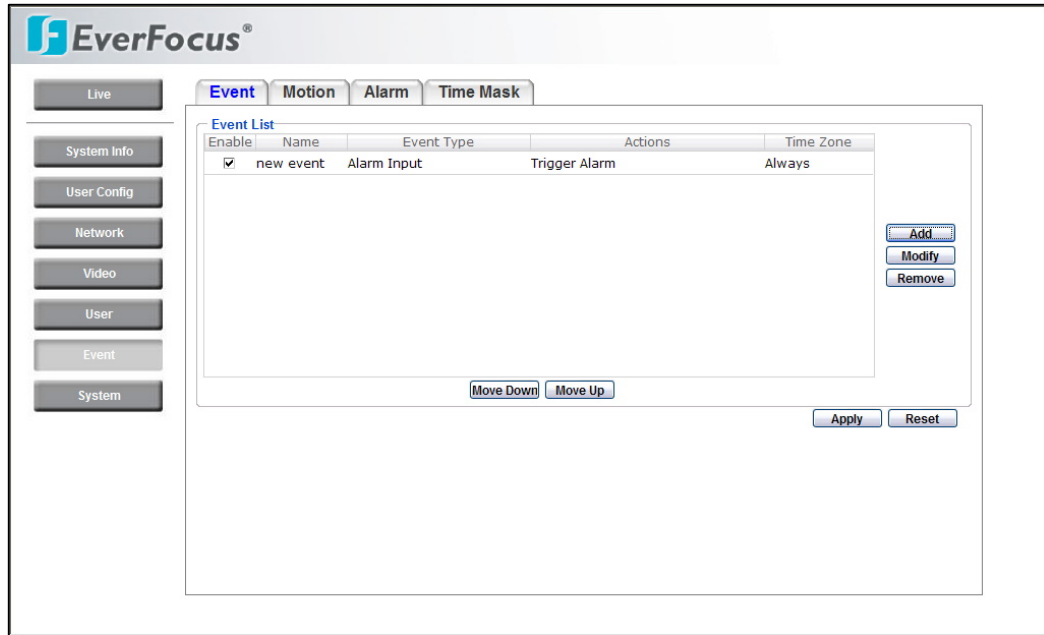 EverFocus®
Live
System Info
User Config
Network
Video
User
Event
System
Event Motion Alarm Time Mask
Event List
Enable Name Event Type Actions Time Zone
new event Alarm Input Trigger Alarm Always
Add
Modify
Remove
Move Down Move Up
Apply Reset